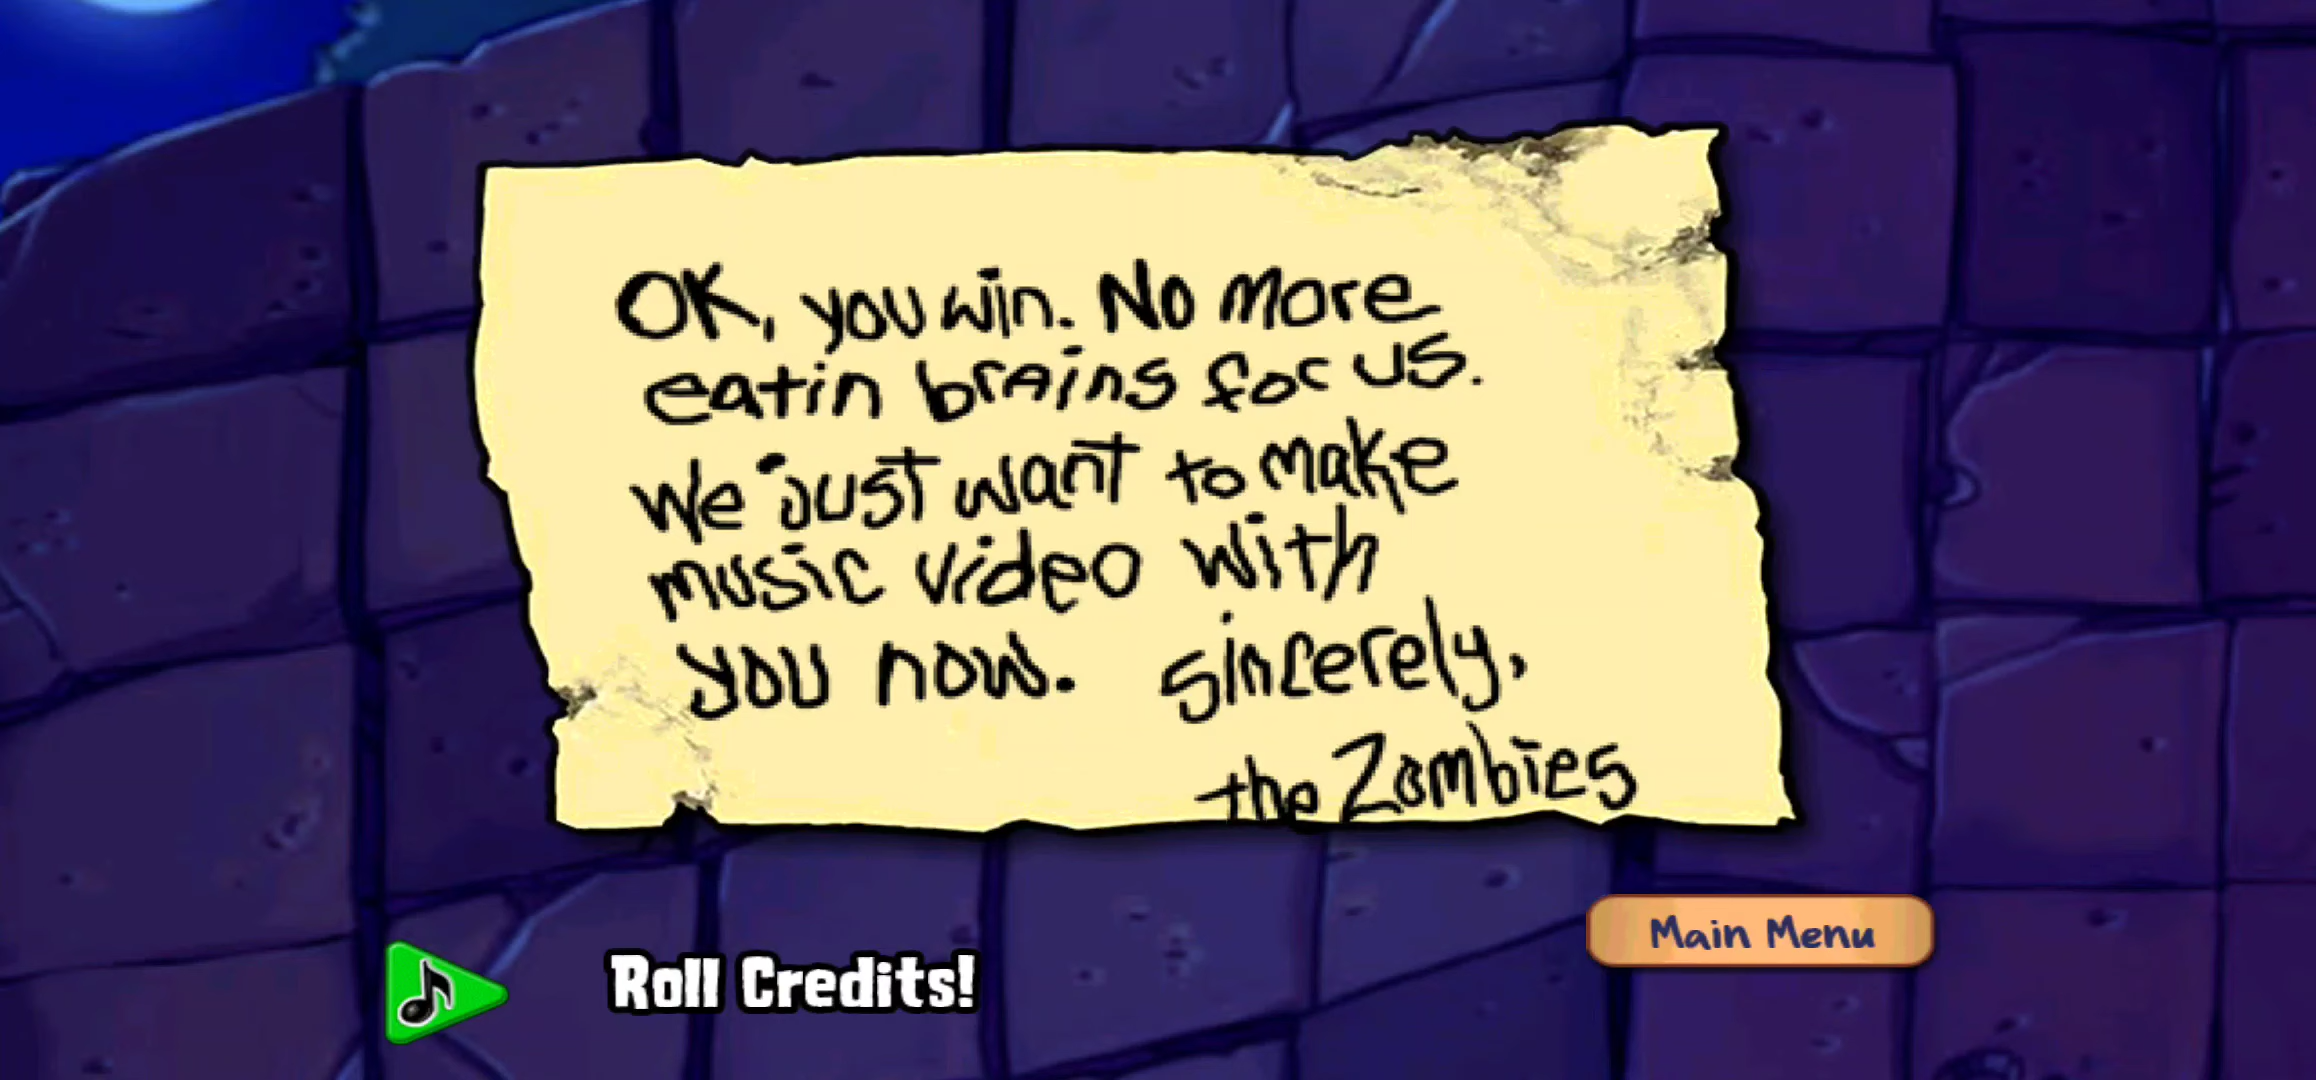 OK, you win. No more
eatin brains for us.
We just want to make
music video with
you now. sincerely,
the Zombies
Main Menu
Roll Credits!